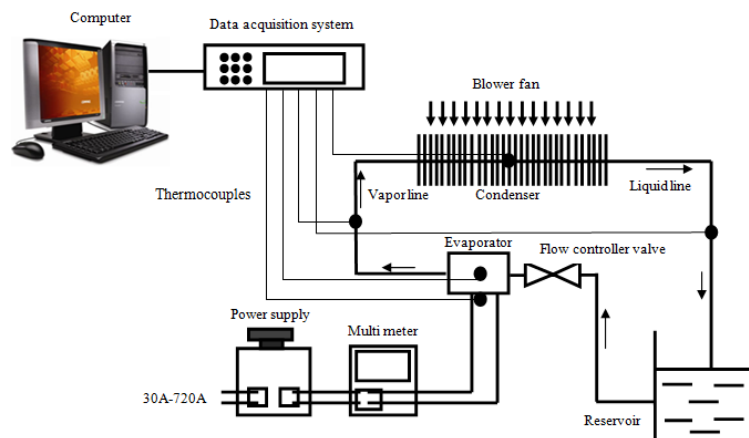 Computer
Data acquisition system
Blower fan
Thermocouples
Vapor line
Condenser
Liquid line
Evaporator
Flow controller valve
Power supply
Multi meter
30A-720A
Reservoir